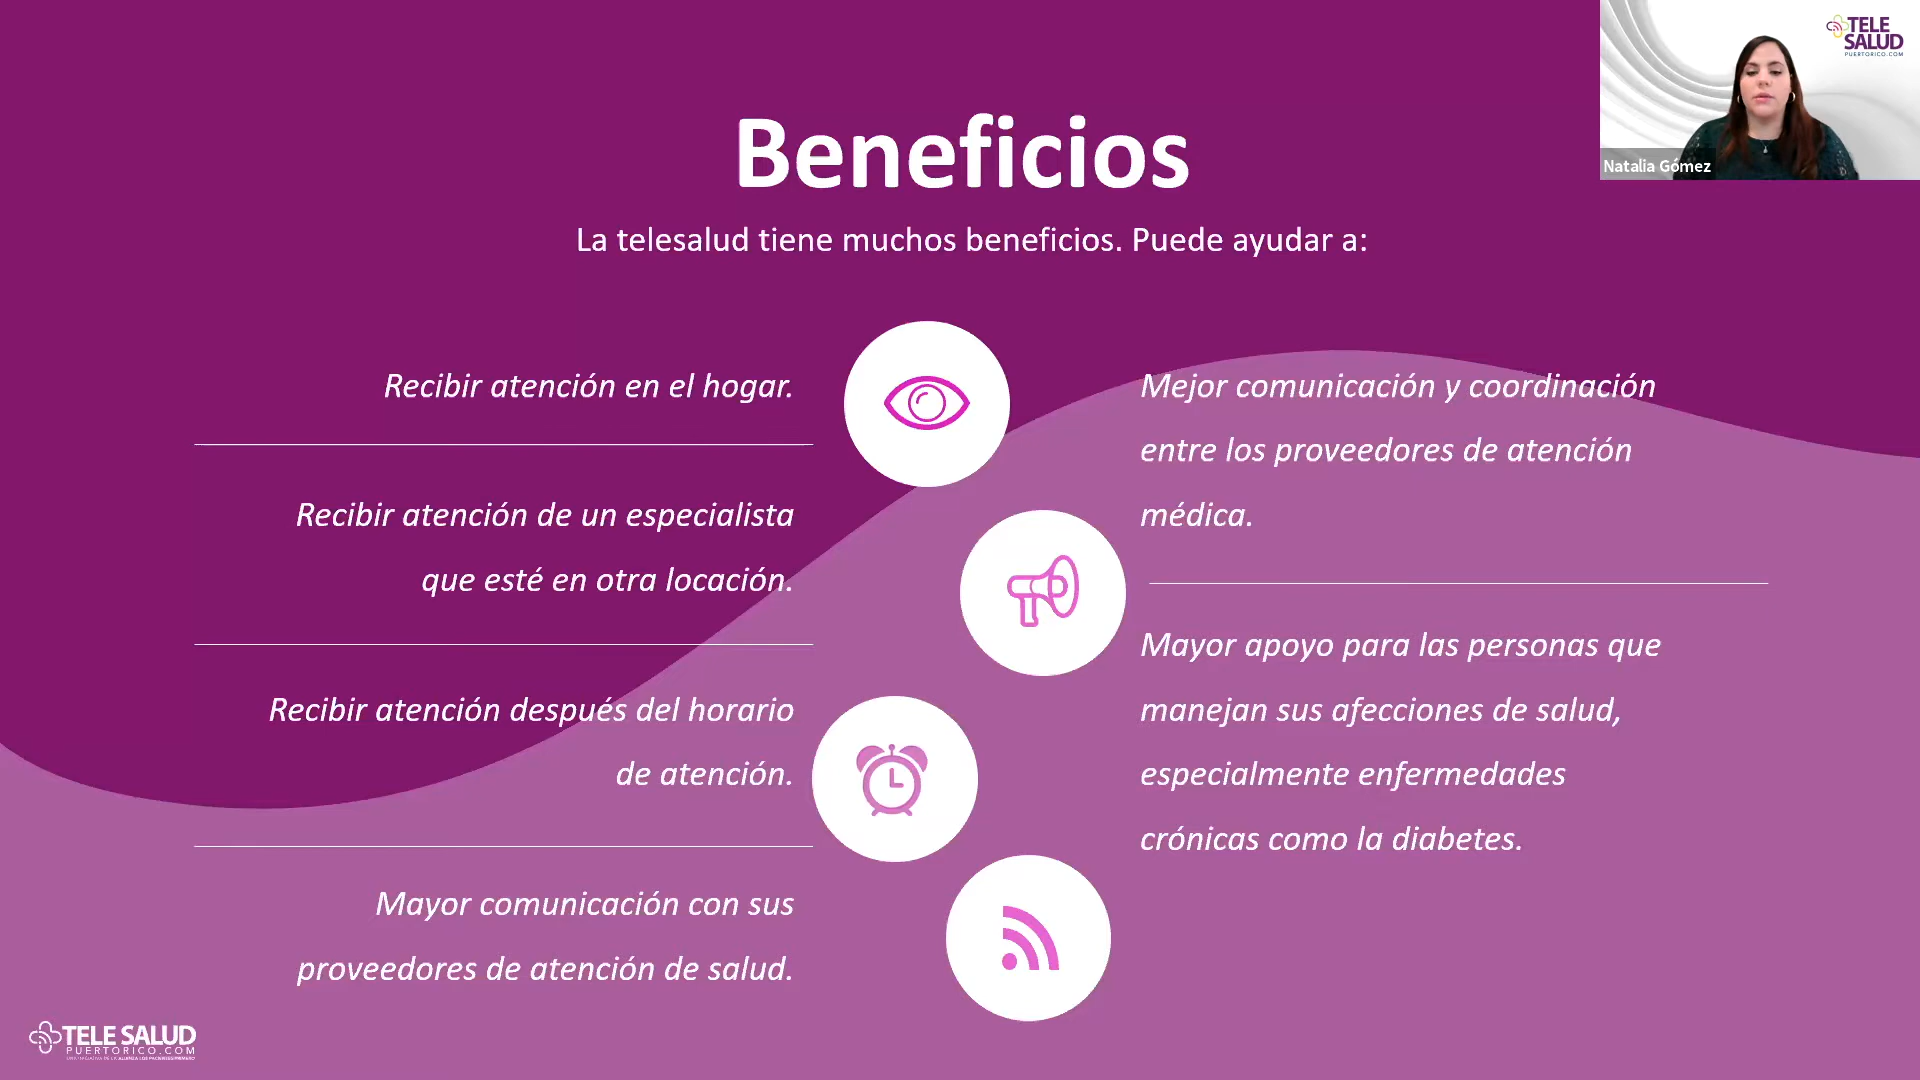 TELE
SALUD
PUERTORICO.COM
Natalia Gómez
Beneficios
La telesalud tiene muchos beneficios. Puede ayudar a:
Recibir atención en el hogar.
Recibir atención de un especialista
que esté en otra locación.
Recibir atención después del horario
de atención.
Mayor comunicación con sus
proveedores de atención de salud.
Mejor comunicación y coordinación
entre los proveedores de atención
médica.
Mayor apoyo para las personas que
manejan sus afecciones de salud,
especialmente enfermedades
crónicas como la diabetes.
TELE SALUD
PUERTORICO.COM